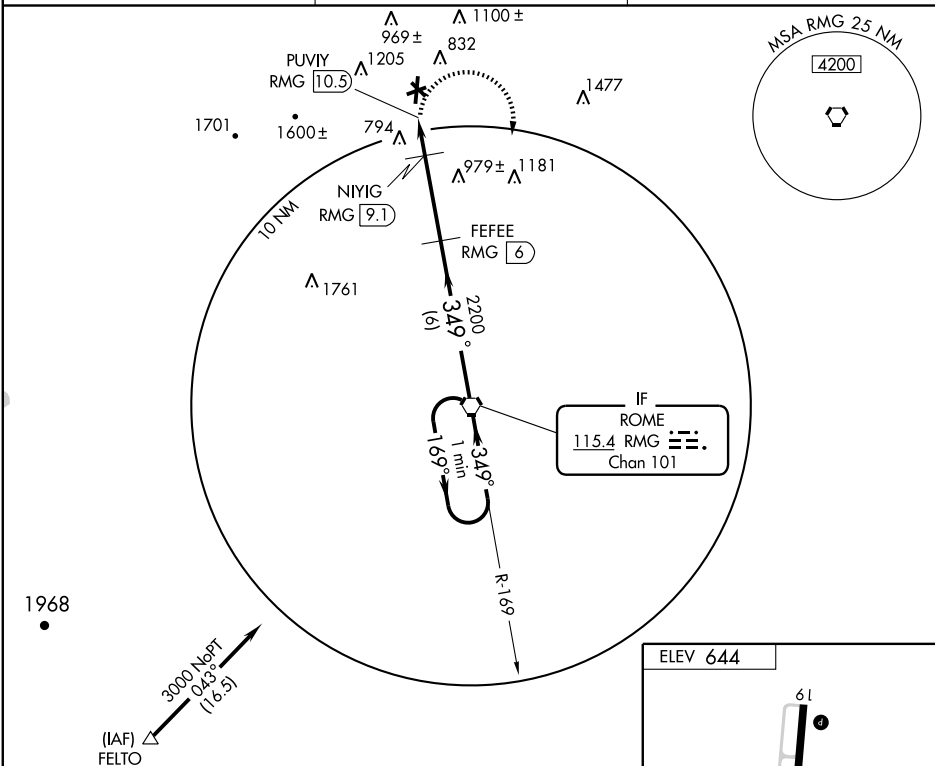 1100 ±
969 ±
832
1205
PUVIY
RMG 10.5
MSA RMG 25 NM
4200
1477
1701
1600 ±
794
979 ± 1181
NIYIG
RMG 9.1
10 NM
FEFEE
RMG 6
1761
2200
349°
(6)
IF
ROME
115.4 RMG
Chan 101
169°
1 min
349°
R-169
1968
3000 NoPT
043°
(16.5)
(IAF)
FELTO
ELEV 644
19
P